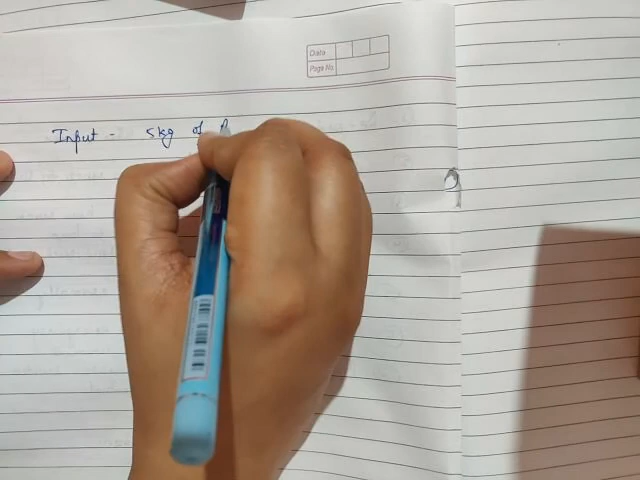 Date
Page No.
Input - 5kg of